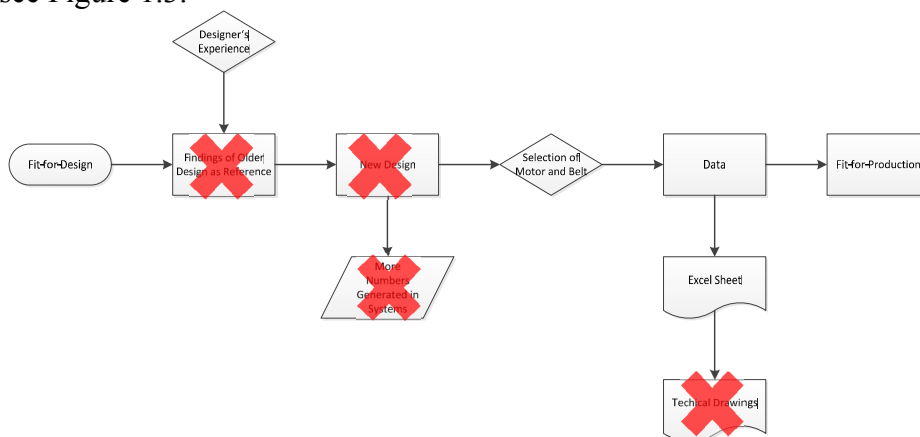 see Figure 1.5.
Designer's
Experience
Fit-for-Design
Findings of Older
Design as Reference
New Design
Selection of
Motor and Belt
Data
Fit-for-Production
More
Numbers
Generated in
Systems
Excel Sheet
Techical Drawings